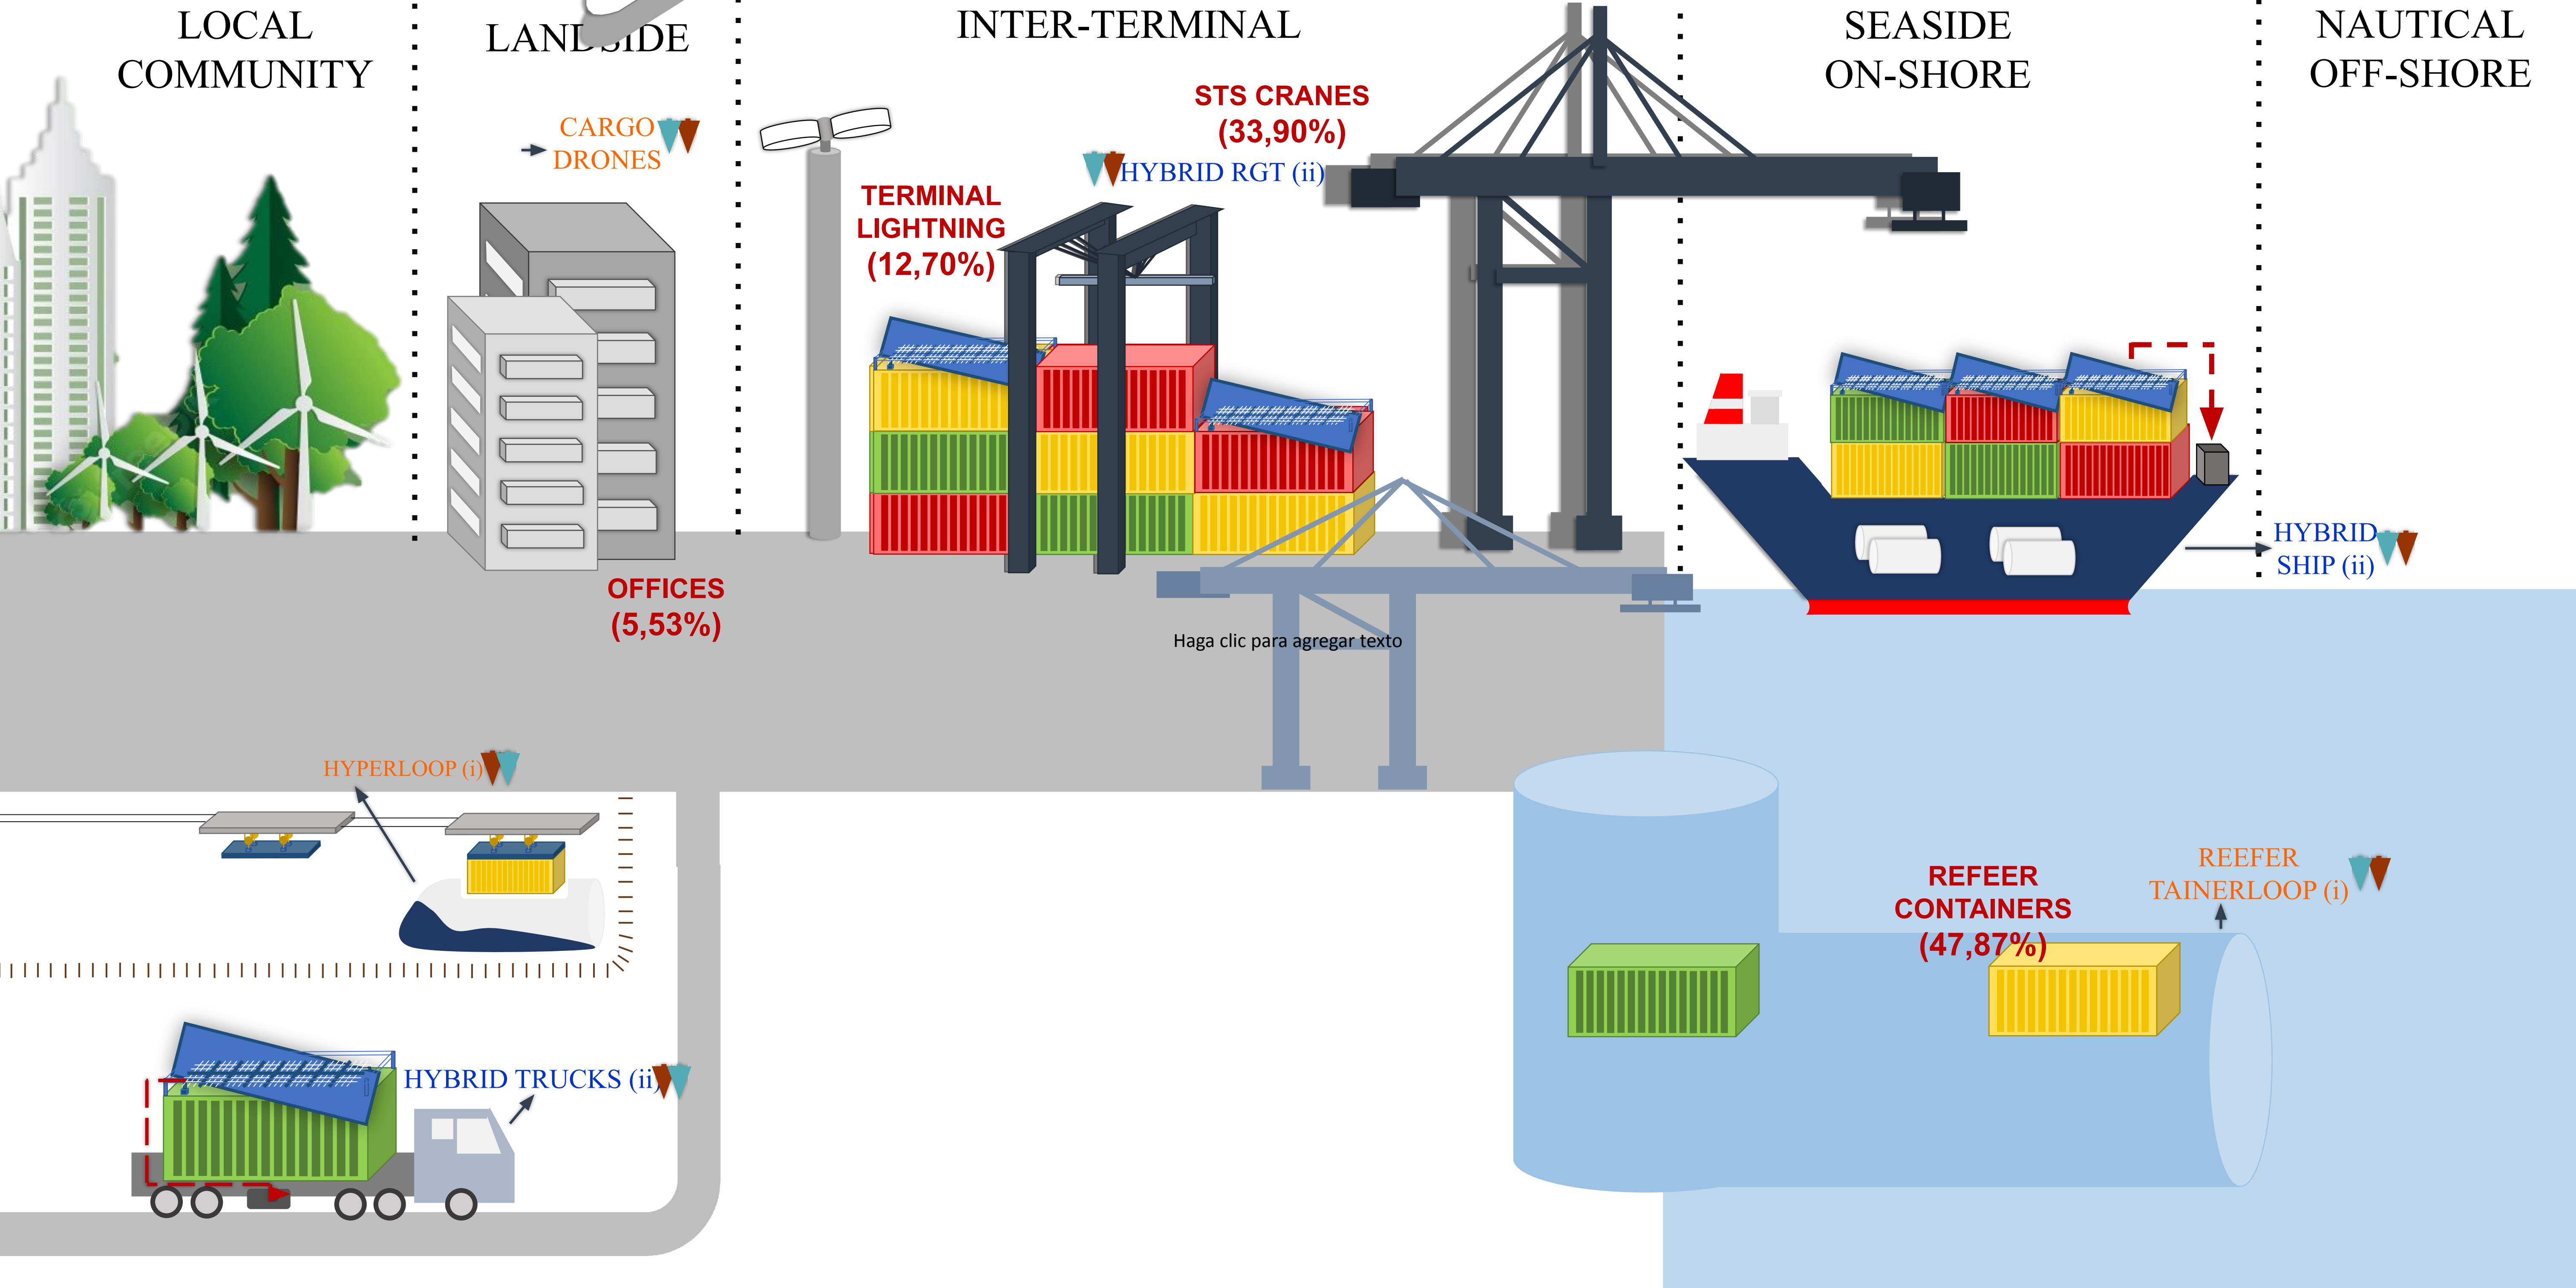 LOCAL
COMMUNITY
LANDSIDE
INTER-TERMINAL
SEASIDE
ON-SHORE
NAUTICAL
OFF-SHORE
CARGO
DRONES
STS CRANES
(33,90%)
HYBRID RGT (ii)
TERMINAL
LIGHTNING
(12,70%)
OFFICES
(5,53%)
Haga clic para agregar texto
HYBRID
SHIP (ii)
HYPERLOOP (i)
REFEER
CONTAINERS
(47,87%)
REEFER
TAINERLOOP (i)
HYBRID TRUCKS (ii)